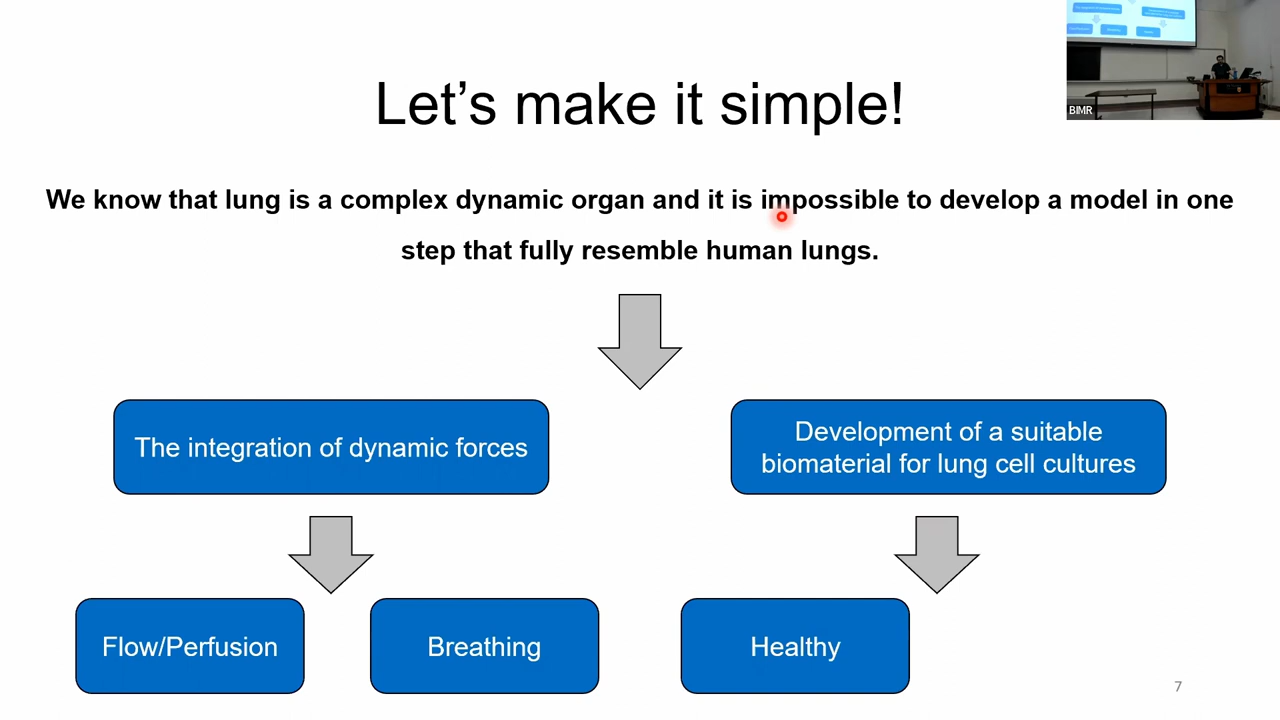 Let's make it simple!
BIMR
We know that lung is a complex dynamic organ and it is impossible to develop a model in one
step that fully resemble human lungs.
The integration of dynamic forces
Development of a suitable
biomaterial for lung cell cultures
Flow/Perfusion
Breathing
Healthy
7